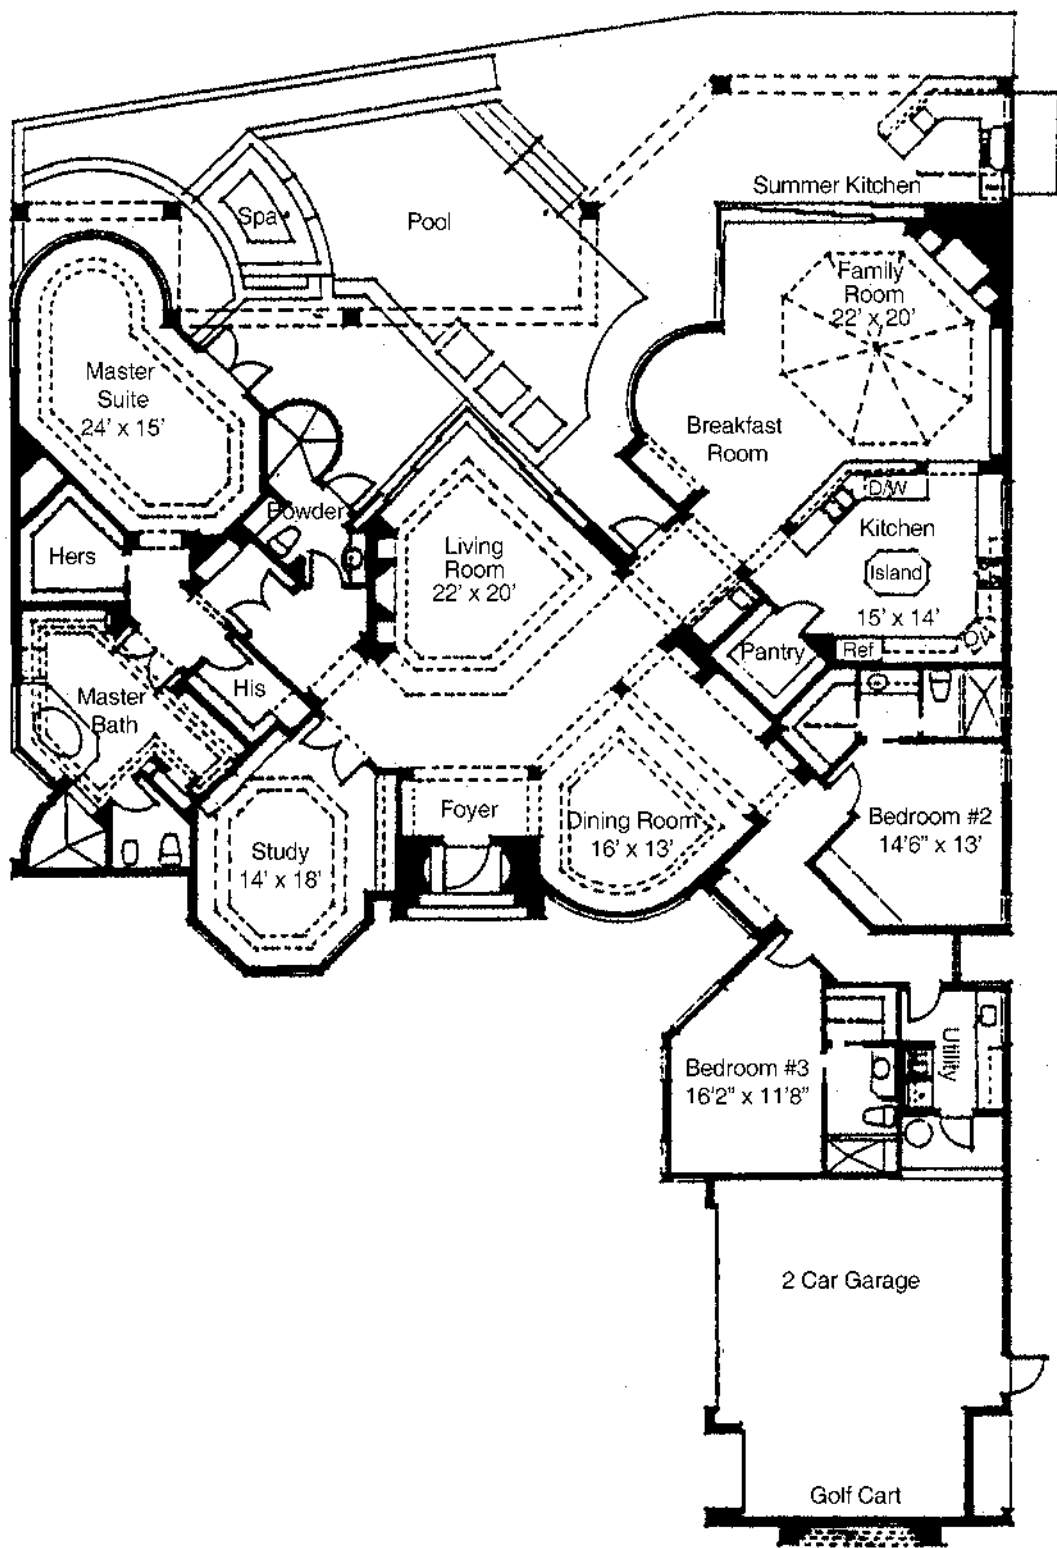 Summer Kitchen
Spa
Pool
Family
Room
22' x 20'
Master
Suite
24' x 15'
Breakfast
Room
D/W
Powder
Kitchen
Hers
Living
Room
22' x 20'
Island
15' x 14'
Pantry
Ref
His
Master
Bath
Foyer
Dining Room
16' x 13'
Bedroom #2
14'6" x 13'
Study
14' x 18'
Utility
Bedroom #3
16'2" x 11'8"
2 Car Garage
Golf Cart